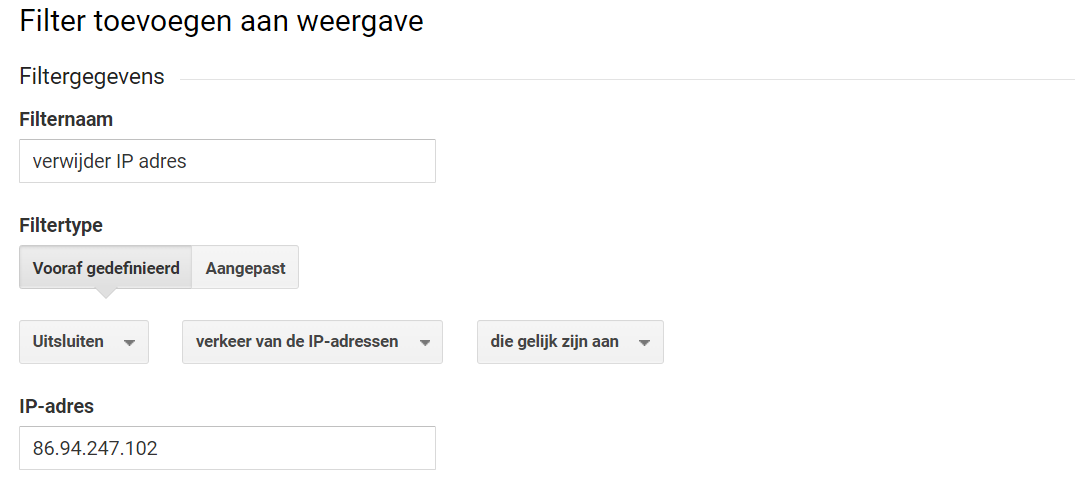 Filter toevoegen aan weergave
Filtergegevens
Filternaam
verwijder IP adres
Filtertype
Vooraf gedefinieerd Aangepast
Uitsluiten verkeer van de IP-adressen die gelijk zijn aan
IP-adres
86.94.247.102